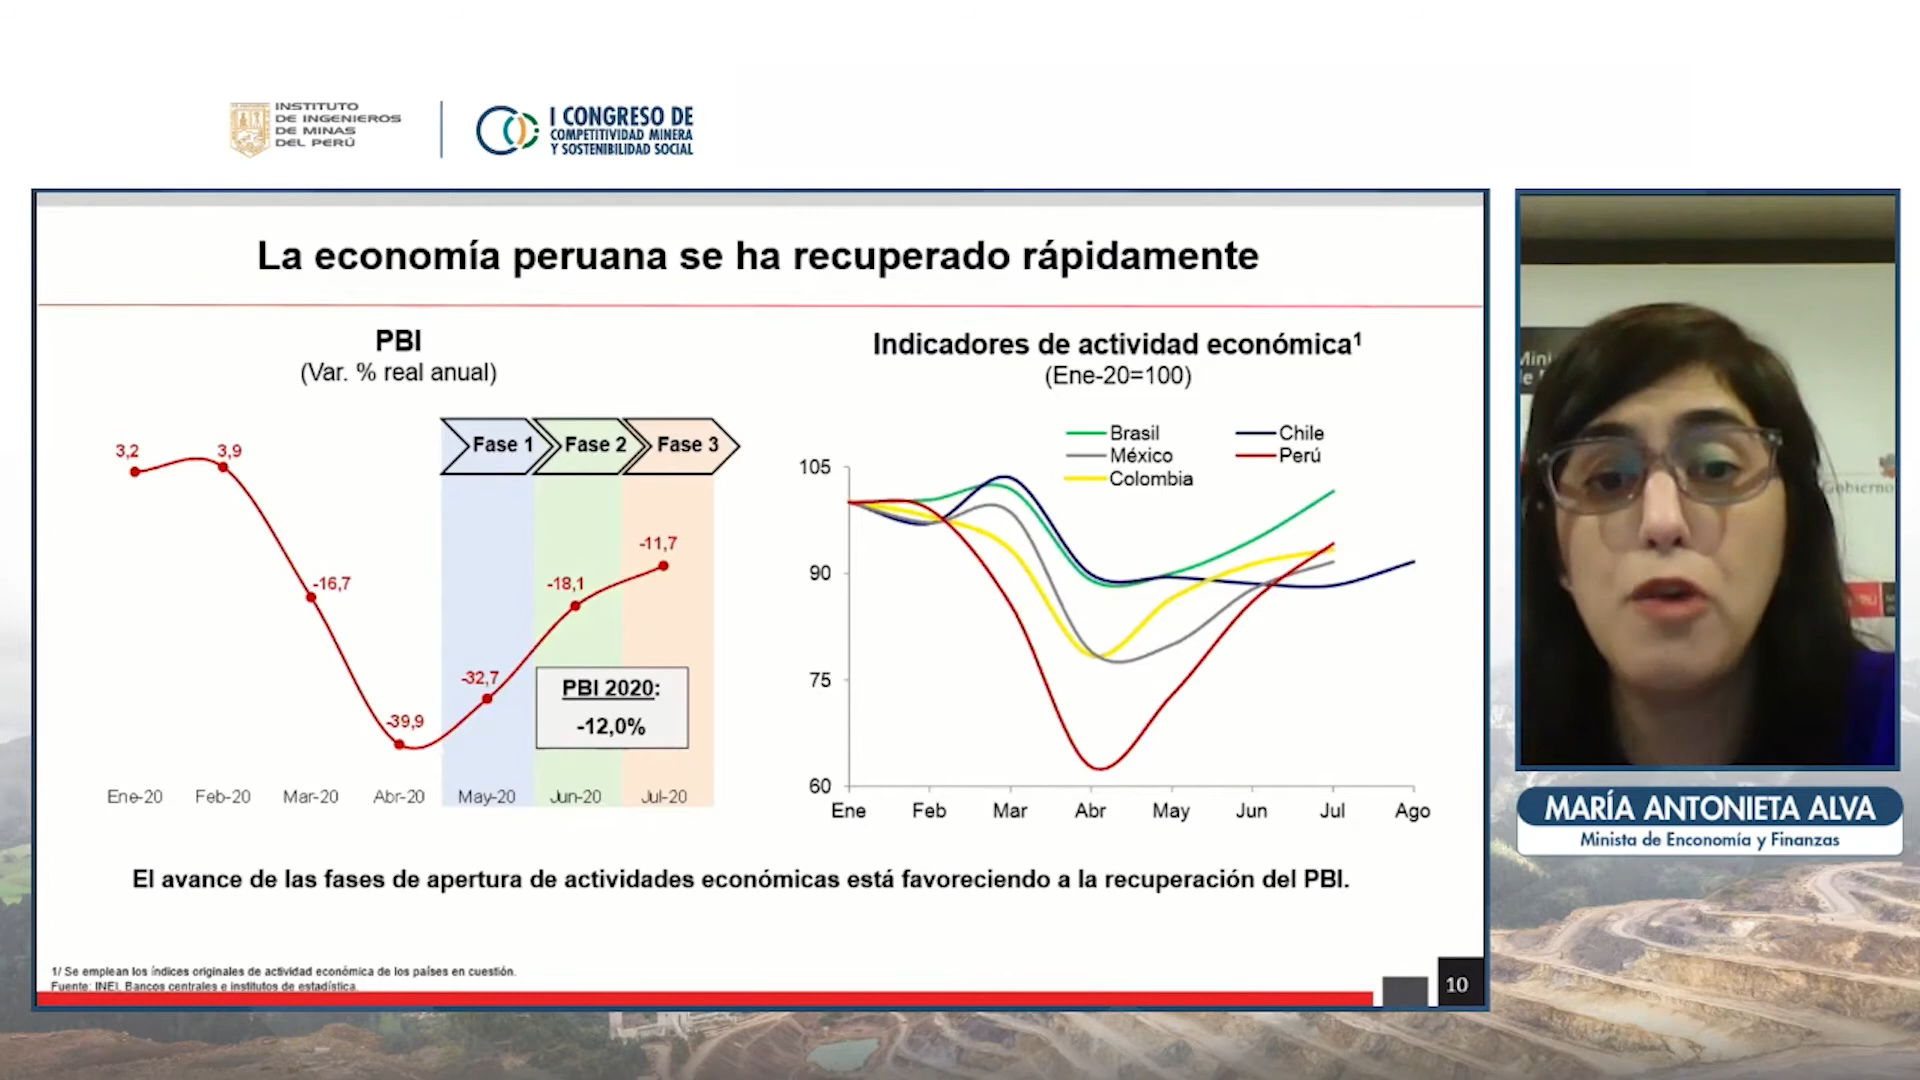 INSTITUTO
DE INGENIEROS
DE MINAS
DEL PERÚ
I CONGRESO DE
COMPETITIVIDAD MINERA
Y SOSTENIBILIDAD SOCIAL
La economía peruana se ha recuperado rápidamente
PBI
(Var. % real anual)
Fase 1
Fase 2
Fase 3
3,2
3,9
-16,7
-39,9
-32,7
-18,1
-11,7
PBI 2020:
-12,0%
Ene-20 Feb-20 Mar-20 Abr-20 May-20 Jun-20 Jul-20
Indicadores de actividad económica¹
(Ene-20=100)
Brasil Chile
México Perú
Colombia
105
90
75
60
Ene Feb Mar Abr May Jun Jul Ago
El avance de las fases de apertura de actividades económicas está favoreciendo a la recuperación del PBI.
1/ Se emplean los índices originales de actividad económica de los países en cuestión.
Fuente: INEI, Bancos centrales e institutos de estadística.
10
Gobierno
MARÍA ANTONIETA ALVA
Minista de Enconomía y Finanzas